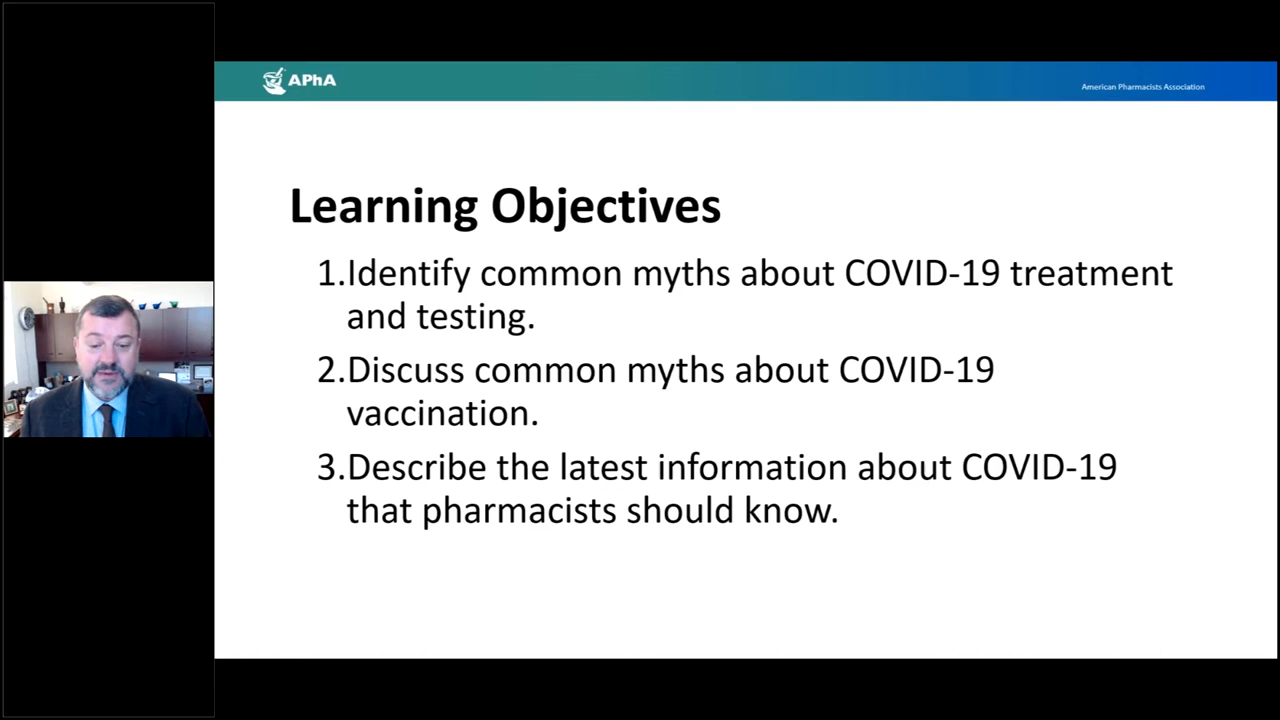 APhA
American Pharmacists Association
Learning Objectives
1.Identify common myths about COVID-19 treatment
and testing.
2.Discuss common myths about COVID-19
vaccination.
3.Describe the latest information about COVID-19
that pharmacists should know.